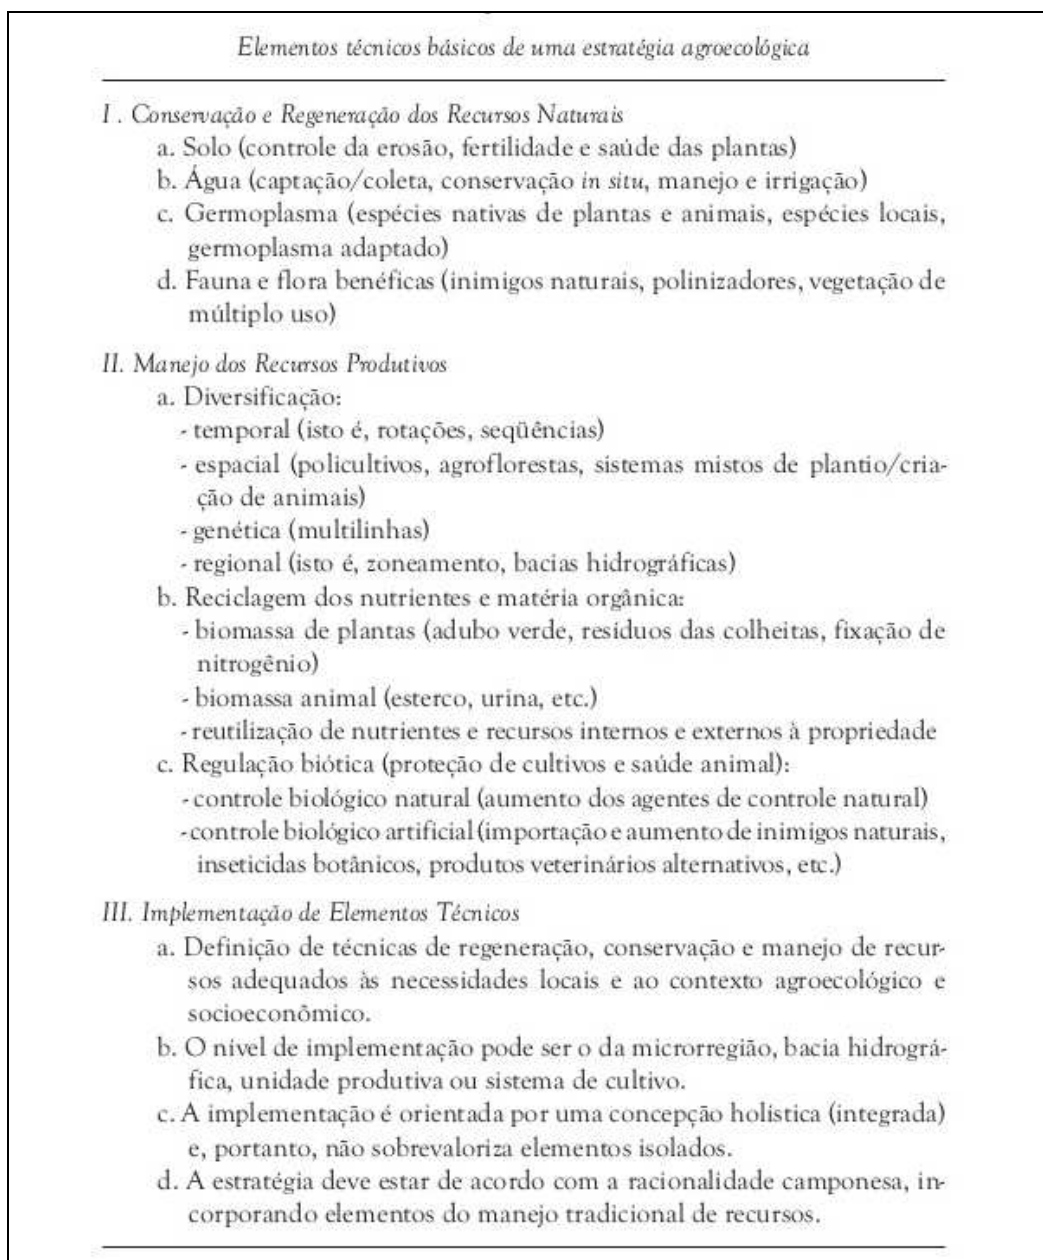 Elementos técnicos básicos de uma estratégia agroecológica
I . Conservação e Regeneração dos Recursos Naturais
a. Solo (controle da erosão, fertilidade e saúde das plantas)
b. Água (captação/coleta, conservação in situ, manejo e irrigação)
c. Germoplasma (espécies nativas de plantas e animais, espécies locais,
germoplasma adaptado)
d. Fauna e flora benéficas (inimigos naturais, polinizadores, vegetação de
múltiplo uso)
II. Manejo dos Recursos Produtivos
a. Diversificação:
- temporal (isto é, rotações, seqüências)
- espacial (policultivos, agroflorestas, sistemas mistos de plantio/cria-
ção de animais)
- genética (multilinhas)
- regional (isto é, zoneamento, bacias hidrográficas)
b. Reciclagem dos nutrientes e matéria orgânica:
- biomassa de plantas (adubo verde, resíduos das colheitas, fixação de
nitrogênio)
- biomassa animal (esterco, urina, etc.)
- reutilização de nutrientes e recursos internos e externos à propriedade
c. Regulação biótica (proteção de cultivos e saúde animal):
- controle biológico natural (aumento dos agentes de controle natural)
- controle biológico artificial (importação e aumento de inimigos naturais,
inseticidas botânicos, produtos veterinários alternativos, etc.)
III. Implementação de Elementos Técnicos
a. Definição de técnicas de regeneração, conservação e manejo de recur-
sos adequados às necessidades locais e ao contexto agroecológico e
socioeconômico.
b. O nível de implementação pode ser o da microrregião, bacia hidrográ-
fica, unidade produtiva ou sistema de cultivo.
c. A implementação é orientada por uma concepção holística (integrada)
e, portanto, não sobrevaloriza elementos isolados.
d. A estratégia deve estar de acordo com a racionalidade camponesa, in-
corporando elementos do manejo tradicional de recursos.